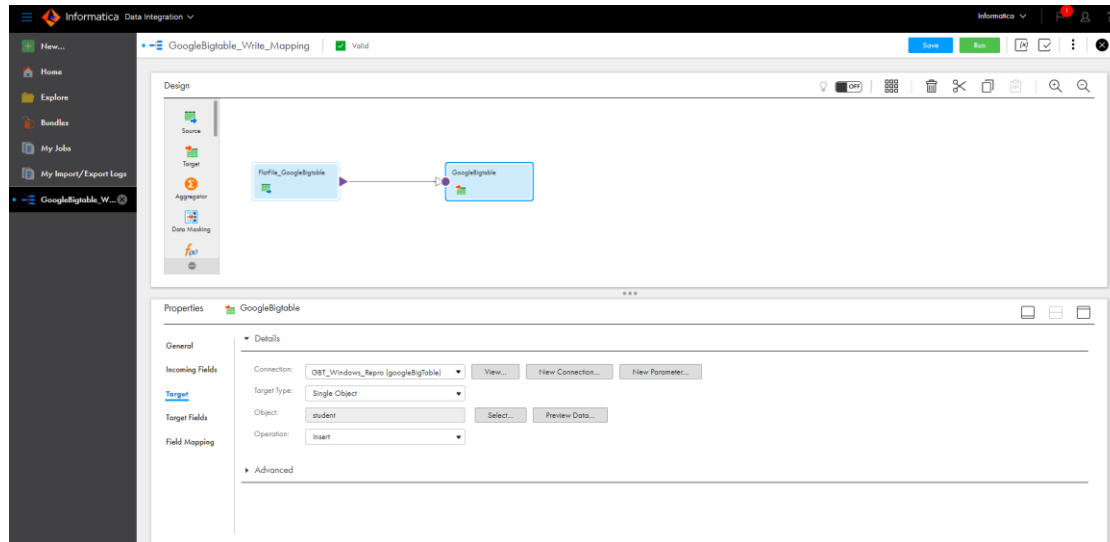 Informatica Data Integration
Informatica
!
?
New...
GoogleBigtable_Write_Mapping
Valid
Save
Run
Home
Explore
Bundles
My Jobs
My Import/Export Logs
GoogleBigtable_W...
Design
OFF
Source
Target
Aggregator
Data Masking
f(x)
FlatFile_GoogleBigtable
GoogleBigtable
Properties
GoogleBigtable
General
Incoming Fields
Target
Target Fields
Field Mapping
Details
Connection:
GBT_Windows_Repro (googleBigTable)
View...
New Connection...
New Parameter...
Target Type:
Single Object
Object:
student
Select...
Preview Data...
Operation:
Insert
Advanced